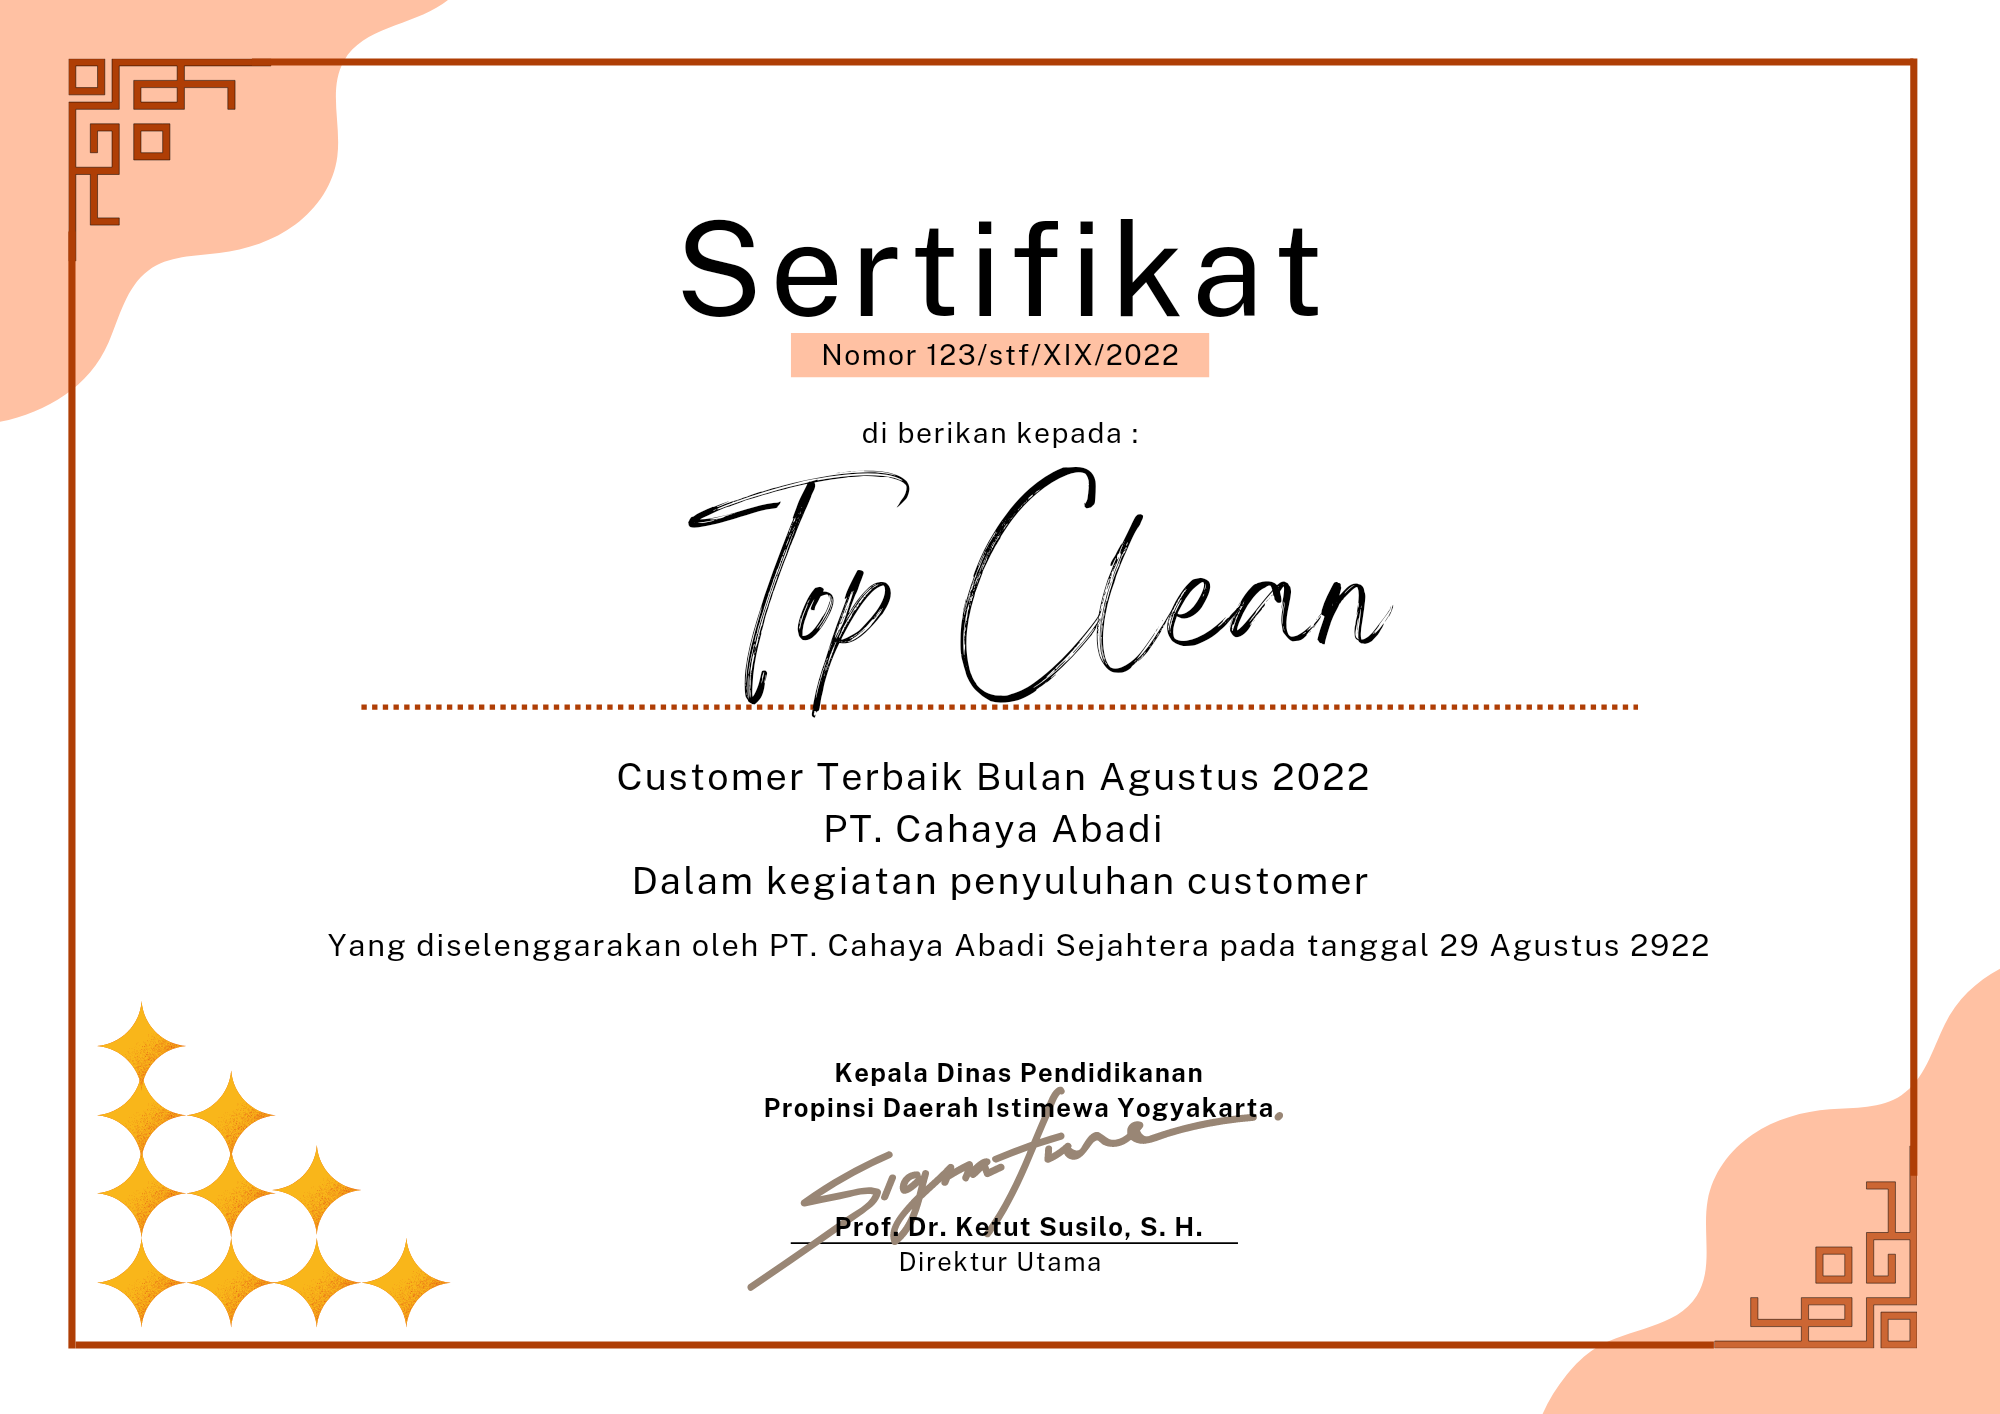 Sertifikat
Nomor 123/stf/XIX/2022
di berikan kepada :
Top Clean
Customer Terbaik Bulan Agustus 2022
PT. Cahaya Abadi
Dalam kegiatan penyuluhan customer
Yang diselenggarakan oleh PT. Cahaya Abadi Sejahtera pada tanggal 29 Agustus 2922
Kepala Dinas Pendidikanan
Propinsi Daerah Istimewa Yogyakarta
Signature
Prof. Dr. Ketut Susilo, S. H.
Direktur Utama